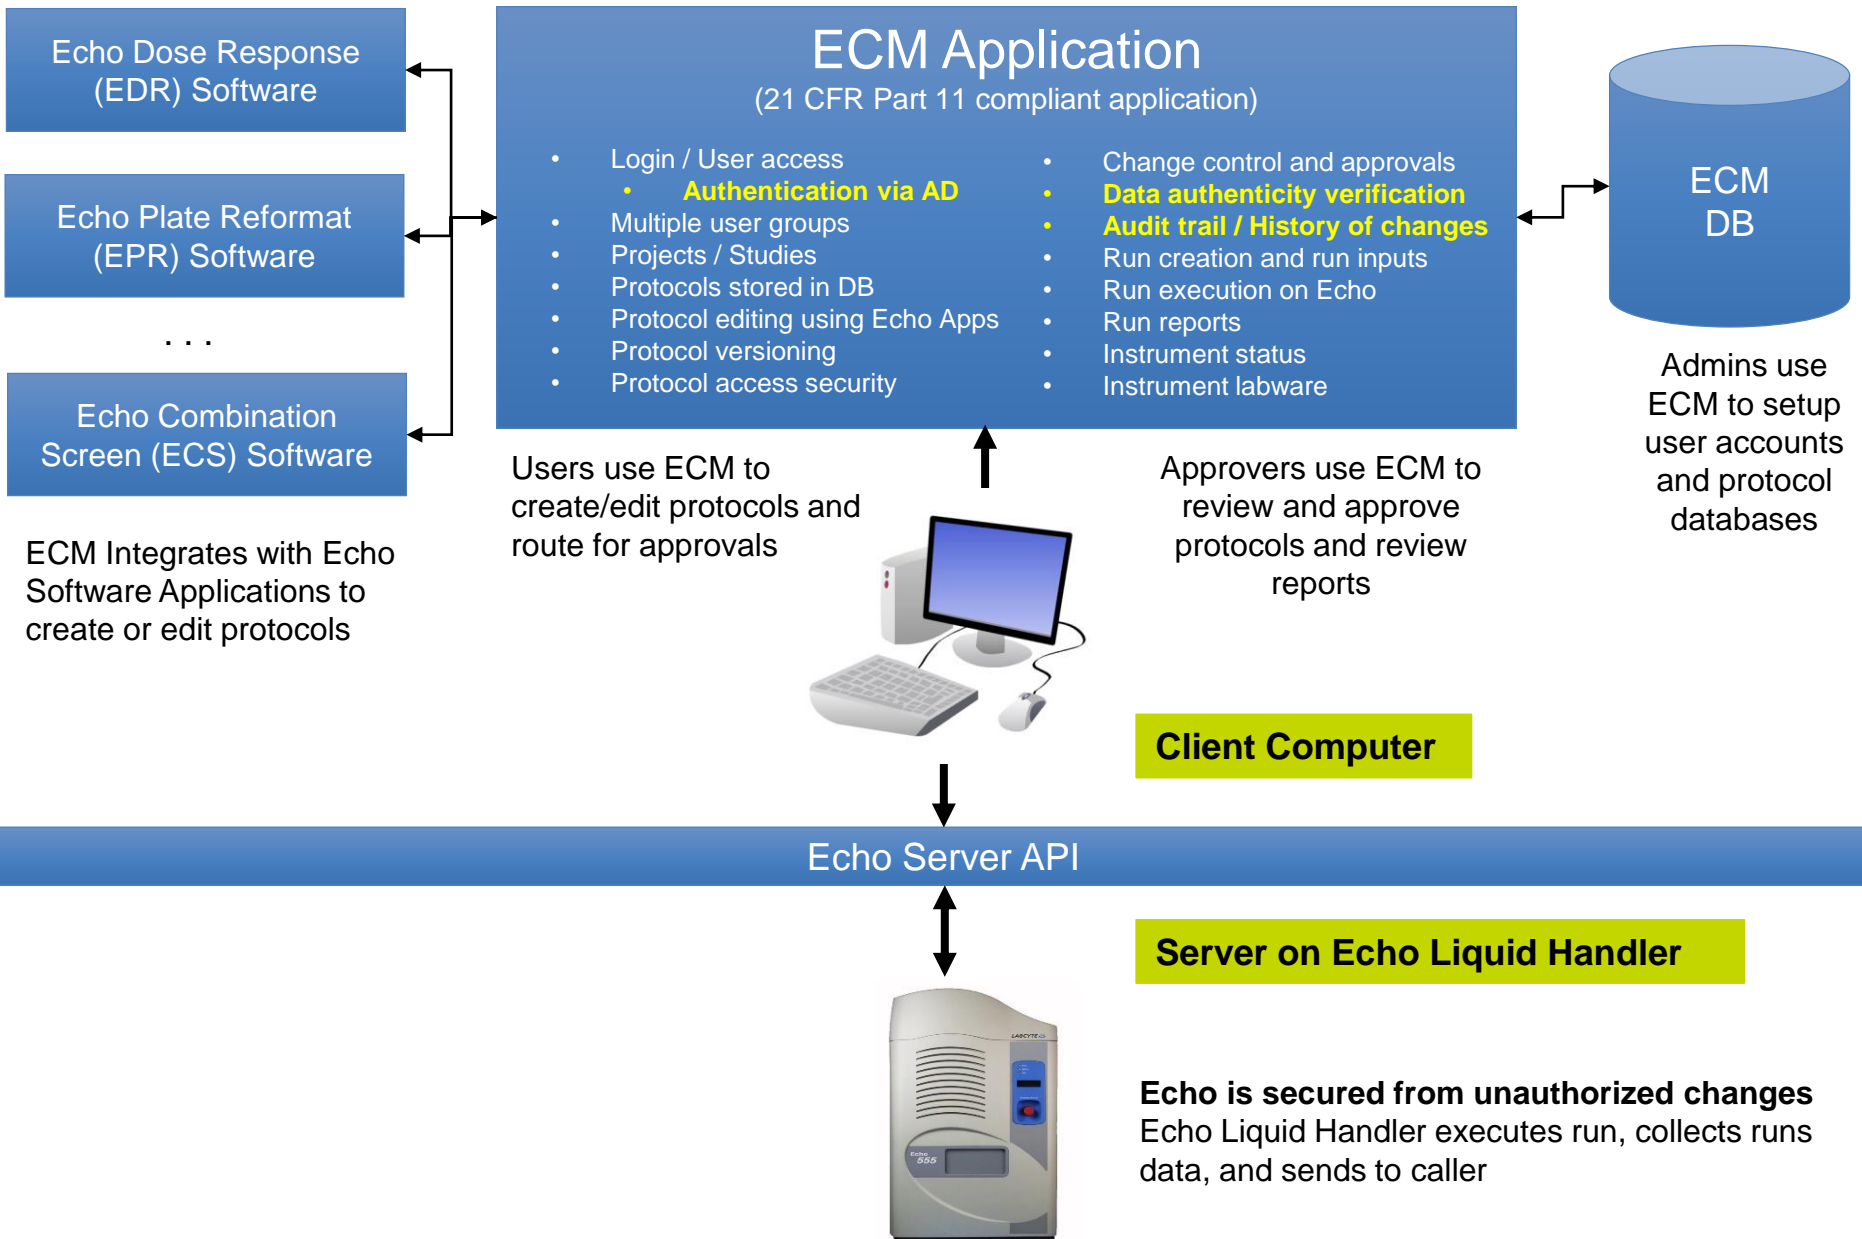 Echo Dose Response
(EDR) Software
Echo Plate Reformat
(EPR) Software
. . .
Echo Combination
Screen (ECS) Software
ECM Integrates with Echo
Software Applications to
create or edit protocols
ECM Application
(21 CFR Part 11 compliant application)
• Login / User access
• Authentication via AD
• Multiple user groups
• Projects / Studies
• Protocols stored in DB
• Protocol editing using Echo Apps
• Protocol versioning
• Protocol access security
• Change control and approvals
• Data authenticity verification
• Audit trail / History of changes
• Run creation and run inputs
• Run execution on Echo
• Run reports
• Instrument status
• Instrument labware
ECM
DB
Admins use
ECM to setup
user accounts
and protocol
databases
Users use ECM to
create/edit protocols and
route for approvals
Approvers use ECM to
review and approve
protocols and review
reports
Client Computer
Echo Server API
Server on Echo Liquid Handler
LABCYTE
Echo
555
Echo is secured from unauthorized changes
Echo Liquid Handler executes run, collects runs
data, and sends to caller